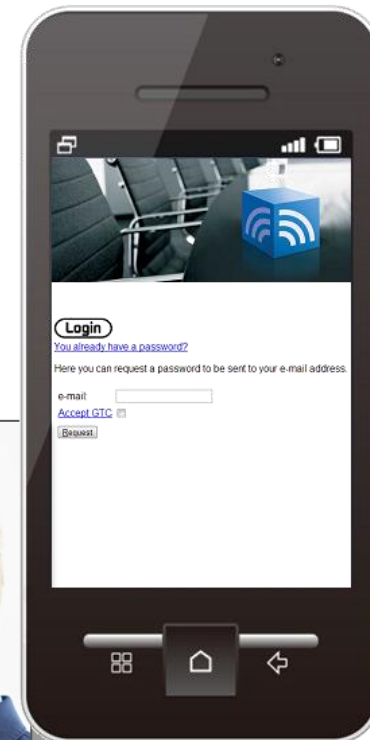 Login
You already have a password?
Here you can request a password to be sent to your e-mail address.
e-mail:
Accept GTC
Request